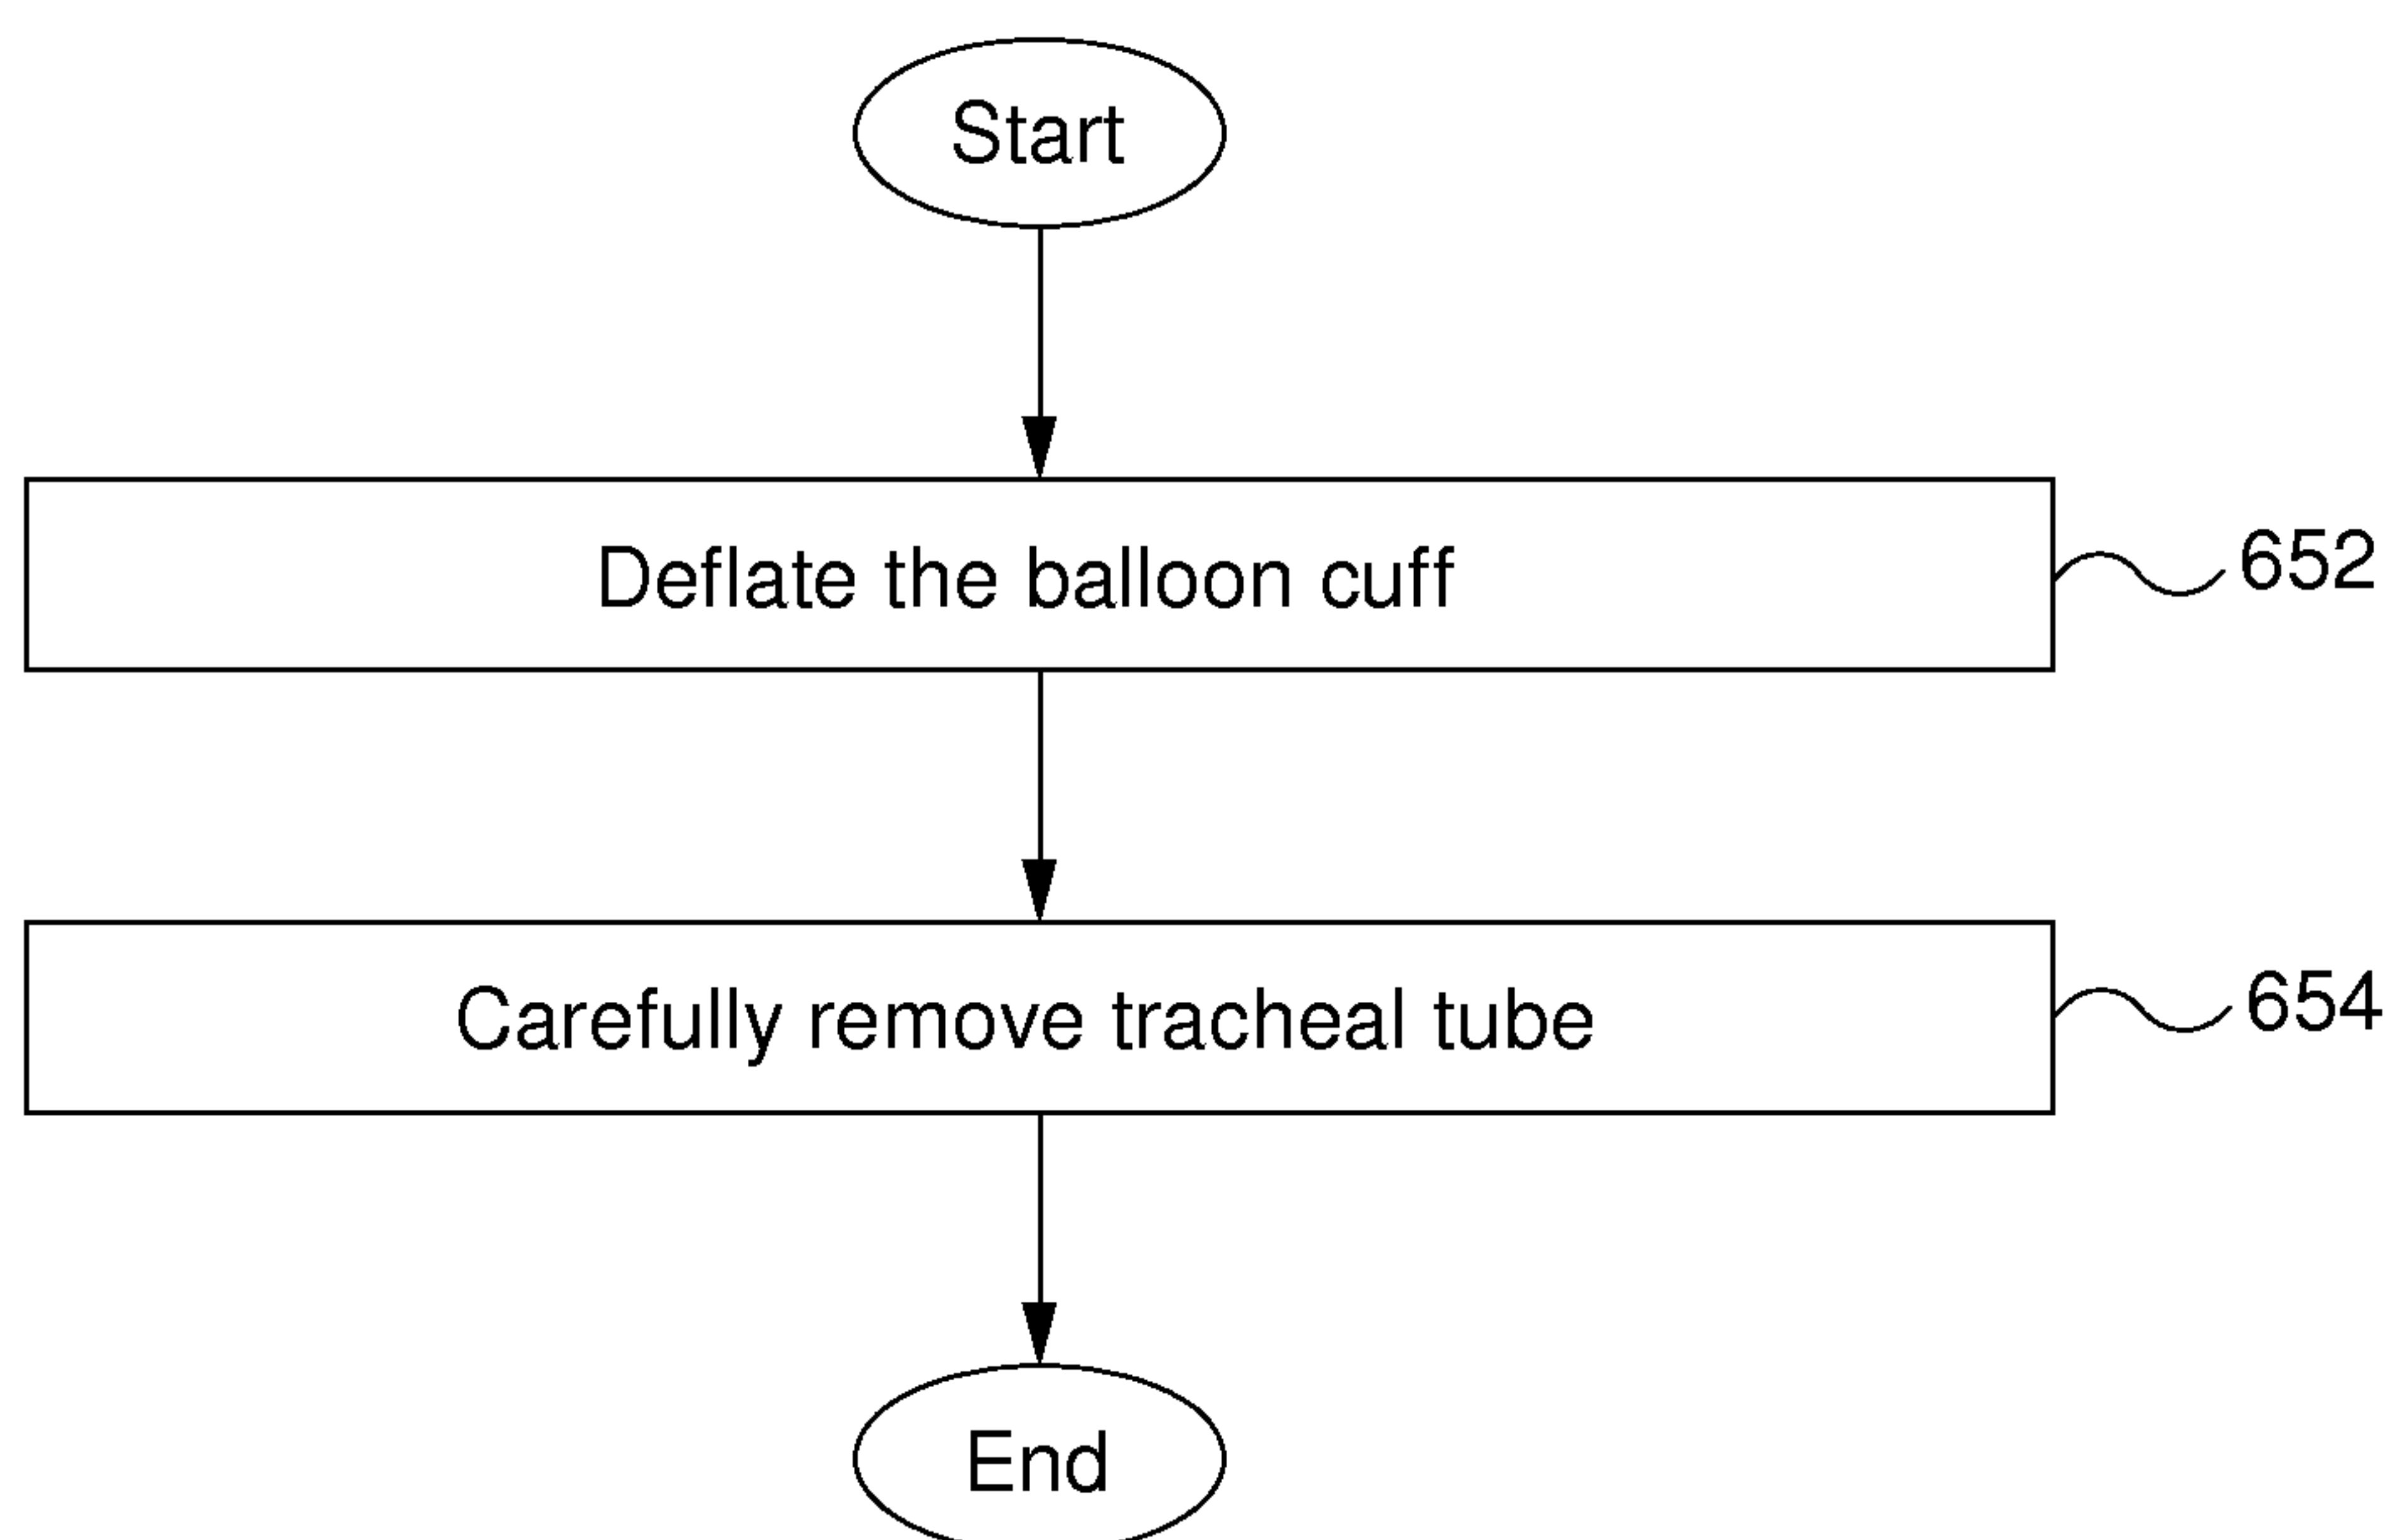 Start
Deflate the balloon cuff
652
Carefully remove tracheal tube
654
End